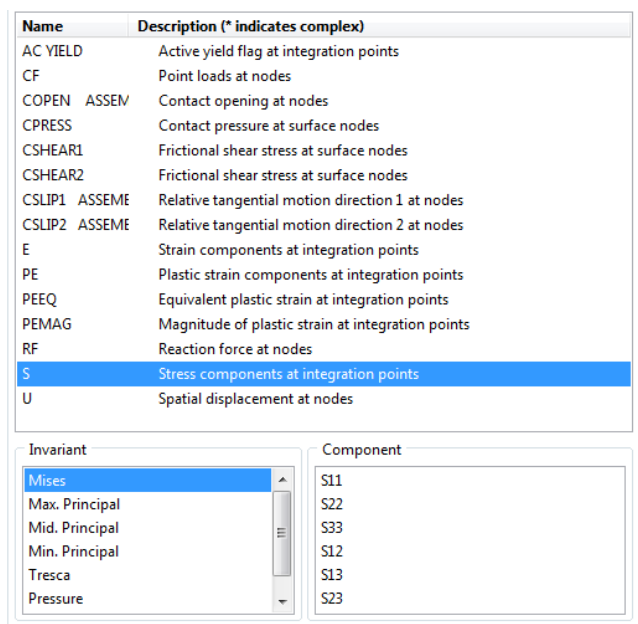 Name Description (* indicates complex)
AC YIELD Active yield flag at integration points
CF Point loads at nodes
COPEN ASSEM Contact opening at nodes
CPRESS Contact pressure at surface nodes
CSHEAR1 Frictional shear stress at surface nodes
CSHEAR2 Frictional shear stress at surface nodes
CSLIP1 ASSEME Relative tangential motion direction 1 at nodes
CSLIP2 ASSEME Relative tangential motion direction 2 at nodes
E Strain components at integration points
PE Plastic strain components at integration points
PEEQ Equivalent plastic strain at integration points
PEMAG Magnitude of plastic strain at integration points
RF Reaction force at nodes
S Stress components at integration points
U Spatial displacement at nodes
Invariant
Mises
Max. Principal
Mid. Principal
Min. Principal
Tresca
Pressure
Component
S11
S22
S33
S12
S13
S23